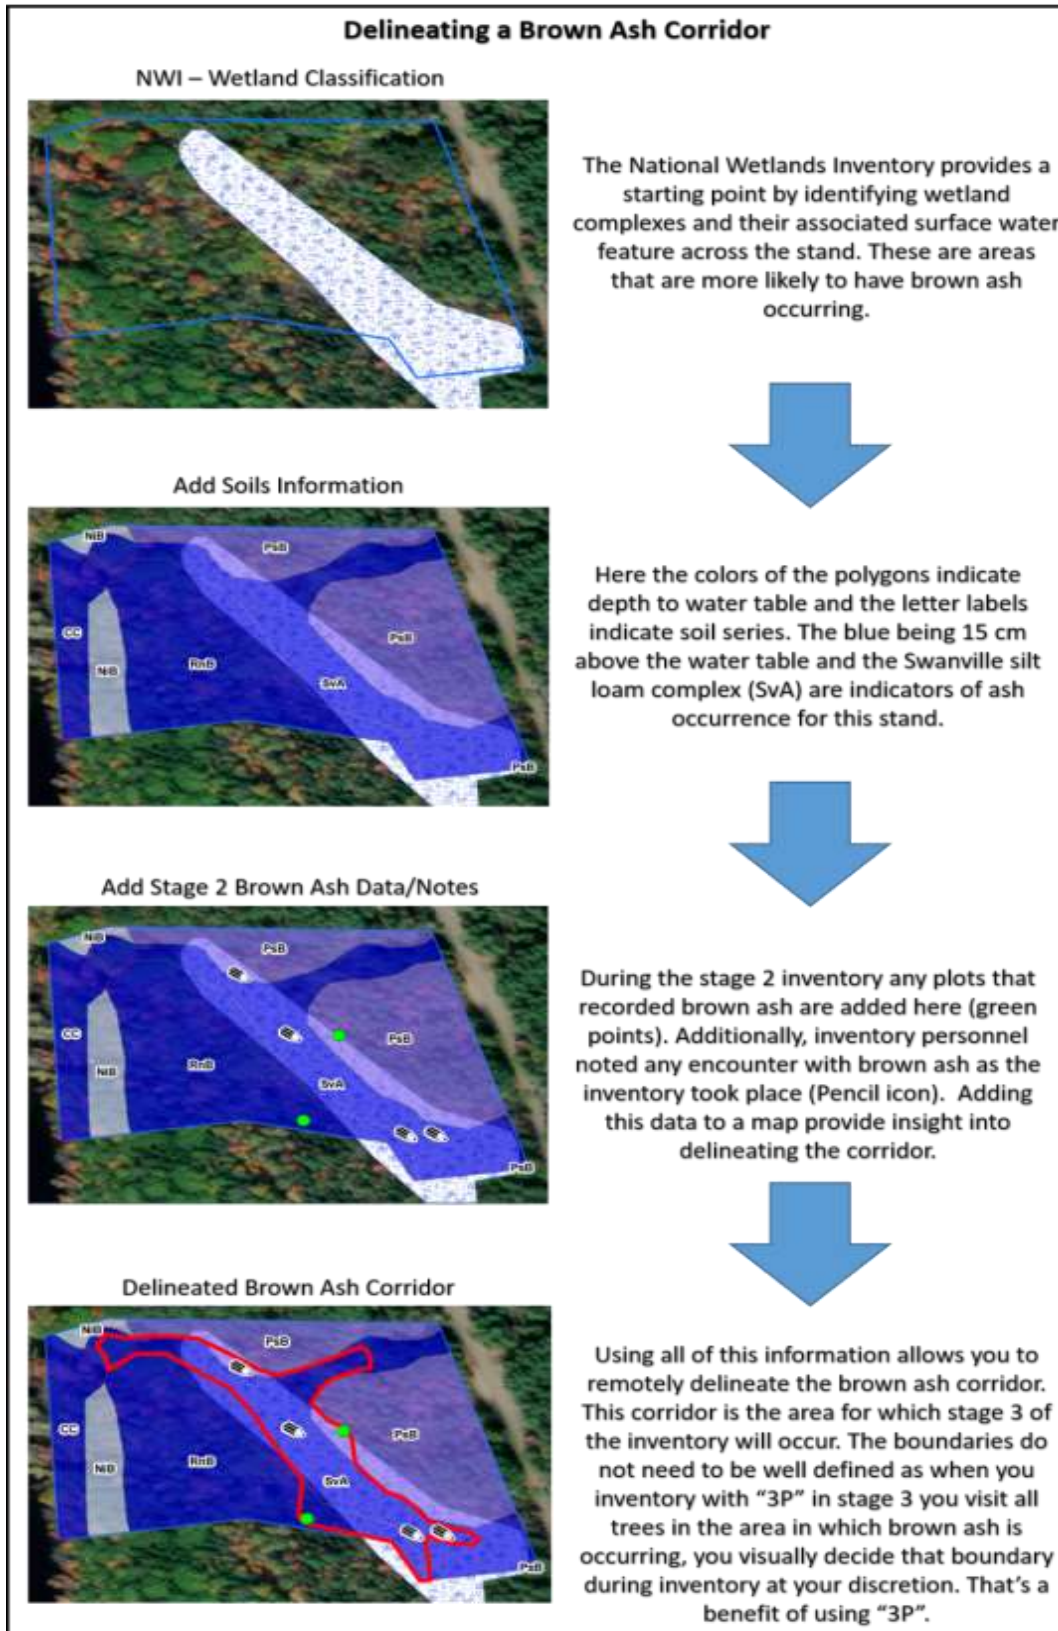 Delineating a Brown Ash Corridor
NWI – Wetland Classification
The National Wetlands Inventory provides a
starting point by identifying wetland
complexes and their associated surface water
feature across the stand. These are areas
that are more likely to have brown ash
occurring.
Add Soils Information
NiB
PsB
CC
PsB
NiB
RnB
SvA
PsB
Here the colors of the polygons indicate
depth to water table and the letter labels
indicate soil series. The blue being 15 cm
above the water table and the Swanville silt
loam complex (SvA) are indicators of ash
occurrence for this stand.
Add Stage 2 Brown Ash Data/Notes
NiB
PsB
CC
PsB
NiB
RnB
SvA
PsB
During the stage 2 inventory any plots that
recorded brown ash are added here (green
points). Additionally, inventory personnel
noted any encounter with brown ash as the
inventory took place (Pencil icon). Adding
this data to a map provide insight into
delineating the corridor.
Delineated Brown Ash Corridor
NiB
PsB
CC
PsB
NiB
RnB
SvA
PsB
Using all of this information allows you to
remotely delineate the brown ash corridor.
This corridor is the area for which stage 3 of
the inventory will occur. The boundaries do
not need to be well defined as when you
inventory with “3P” in stage 3 you visit all
trees in the area in which brown ash is
occurring, you visually decide that boundary
during inventory at your discretion. That’s a
benefit of using “3P”.